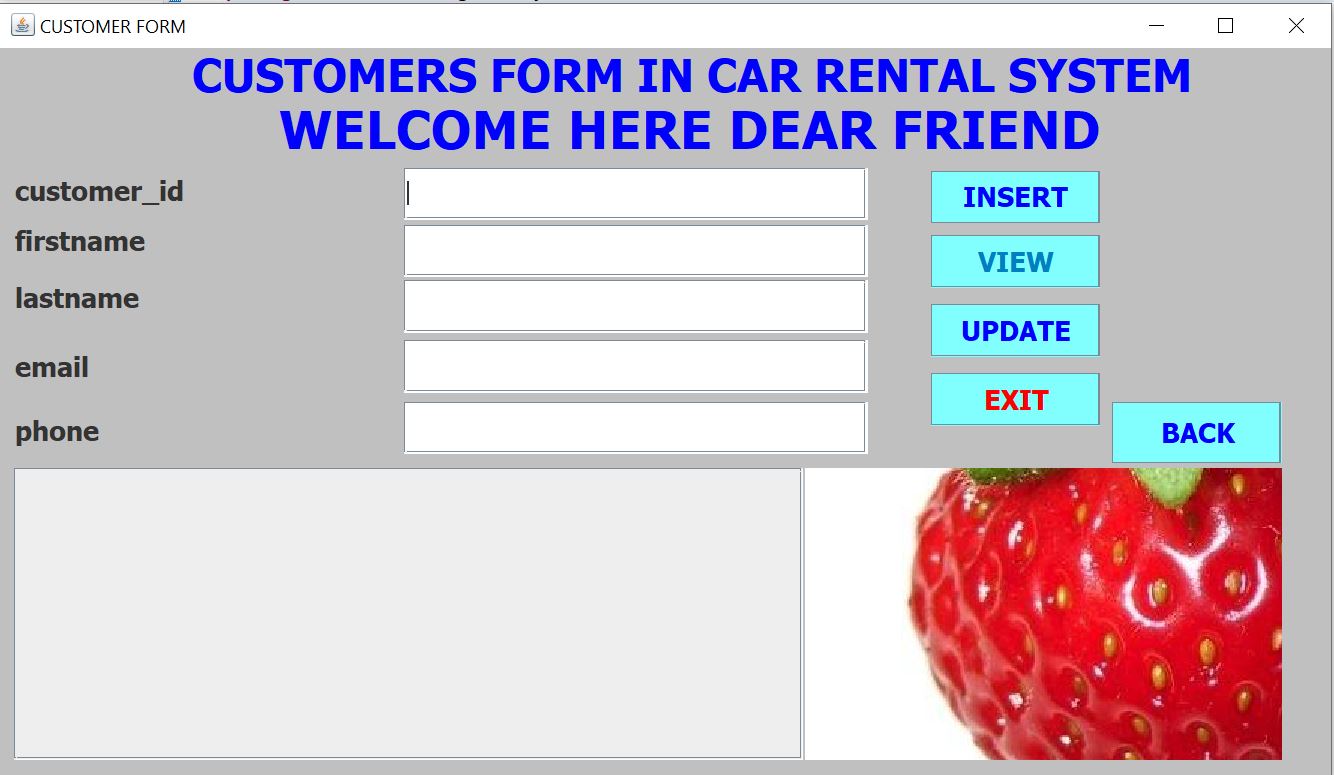 CUSTOMER FORM
CUSTOMERS FORM IN CAR RENTAL SYSTEM
WELCOME HERE DEAR FRIEND
customer_id
INSERT
firstname
VIEW
lastname
UPDATE
email
EXIT
phone
BACK